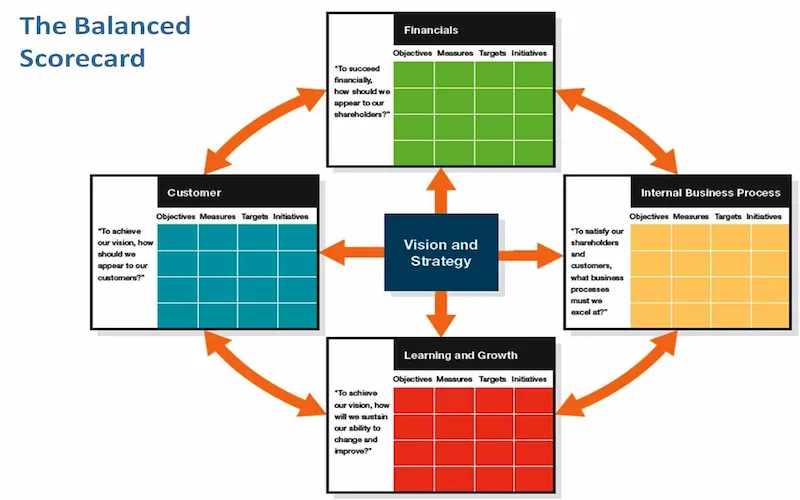 The Balanced
Scorecard
Financials
Objectives Measures Targets Initiatives
"To succeed
financially,
how should we
appear to our
shareholders?"
Customer
Objectives Measures Targets Initiatives
"To achieve
our vision, how
should we
appear to our
customers?"
Vision and
Strategy
Internal Business Process
Objectives Measures Targets Initiatives
"To satisfy our
shareholders
and
customers,
what business
processes
must we
excel at?"
Learning and Growth
Objectives Measures Targets Initiatives
"To achieve
our vision, how
will we sustain
our ability to
change and
improve?"